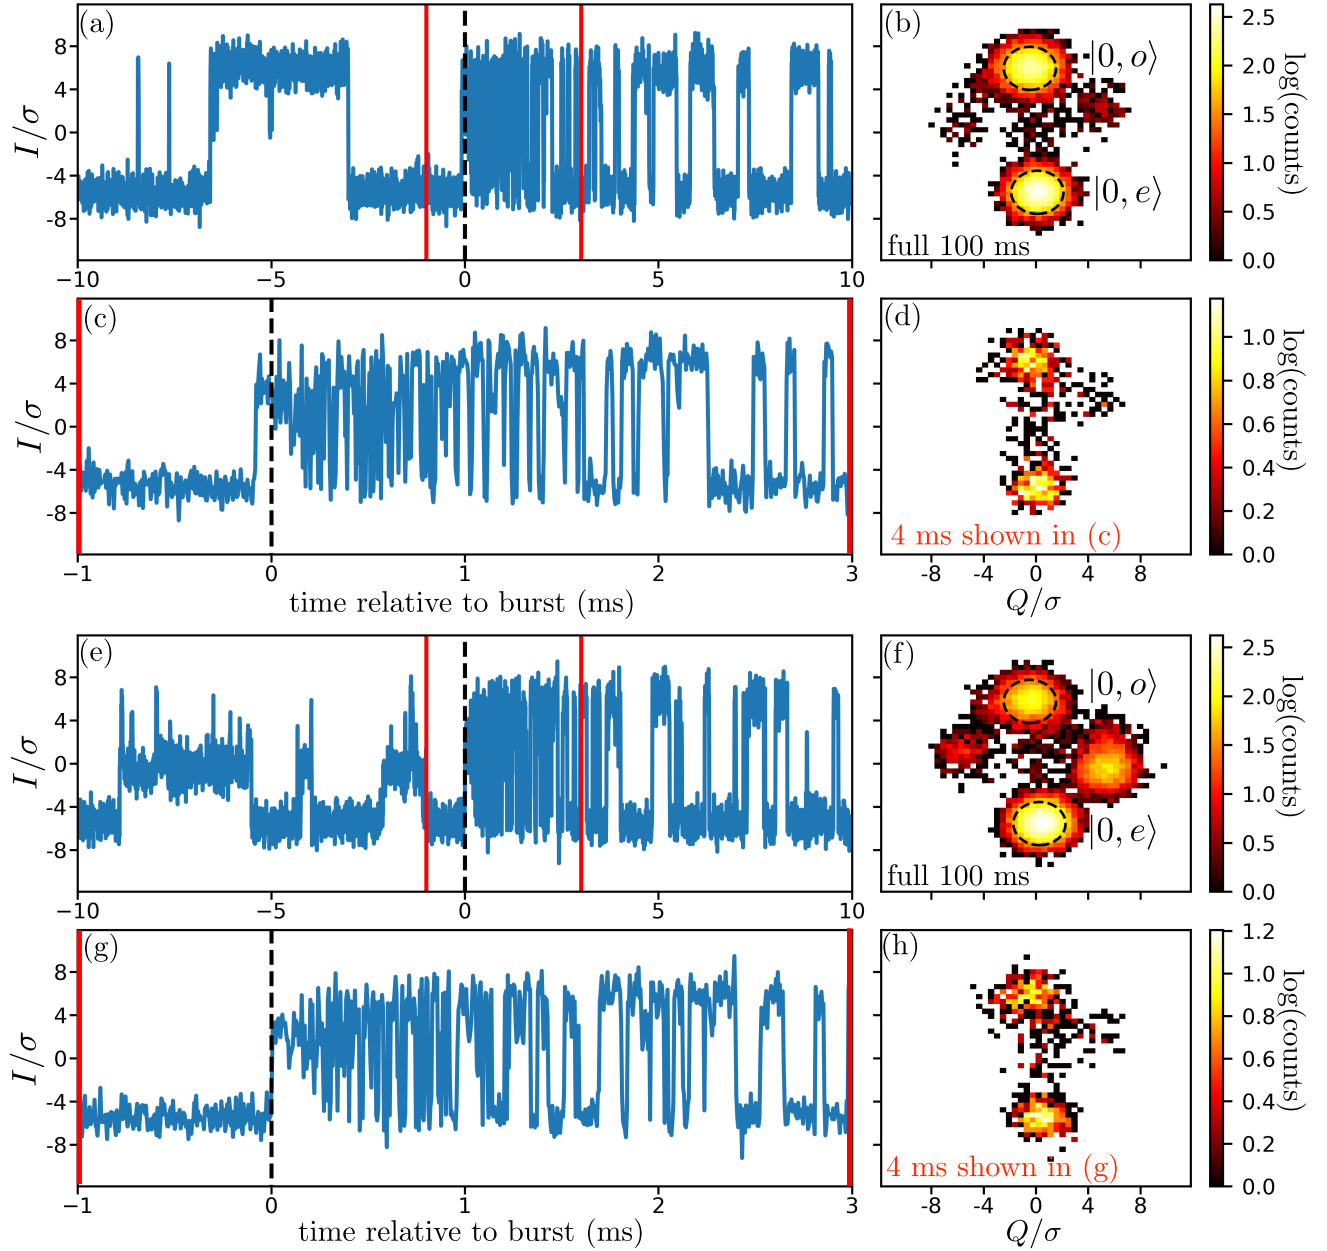 (a)
I/σ
8
4
0
-4
-8
−10
−5
0
5
10
(b)
|0, o⟩
|0, e⟩
full 100 ms
2.5
2.0
1.5
1.0
0.5
0.0
log(counts)
(c)
I/σ
8
4
0
-4
-8
−1
0
1
2
3
time relative to burst (ms)
(d)
4 ms shown in (c)
-8
-4
0
4
8
Q/σ
1.0
0.8
0.6
0.4
0.2
0.0
log(counts)
(e)
I/σ
8
4
0
-4
-8
−10
−5
0
5
10
(f)
|0, o⟩
|0, e⟩
full 100 ms
2.5
2.0
1.5
1.0
0.5
0.0
log(counts)
(g)
I/σ
8
4
0
-4
-8
−1
0
1
2
3
time relative to burst (ms)
(h)
4 ms shown in (g)
-8
-4
0
4
8
Q/σ
1.2
1.0
0.8
0.6
0.4
0.2
0.0
log(counts)